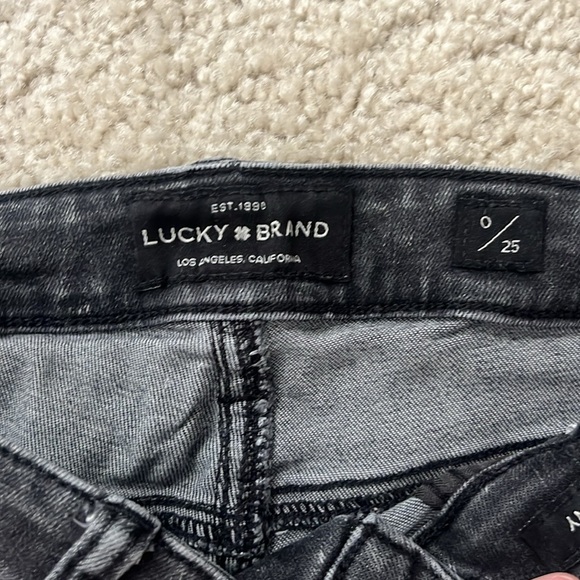 EST.1990
LUCKY BRAND
LOS ANGELES, CALIFORNIA
0/25